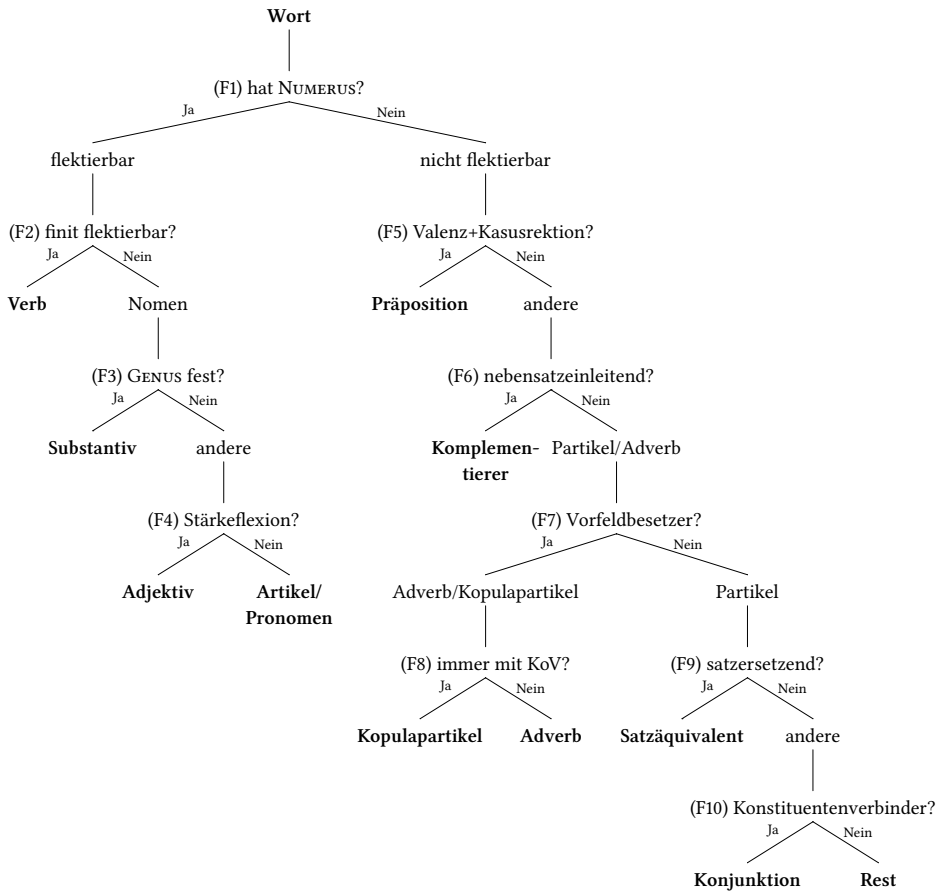 Wort
(F1) hat NUMERUS?
Ja Nein
flektierbar nicht flektierbar
(F2) finit flektierbar? (F5) Valenz+Kasusrektion?
Ja Nein Ja Nein
Verb Nomen Präposition andere
(F3) GENUS fest? (F6) nebensatzeinleitend?
Ja Nein Ja Nein
Substantiv andere Komplemen- Partikel/Adverb
tierer
(F4) Stärkeflexion? (F7) Vorfeldbesetzer?
Ja Nein Ja Nein
Adjektiv Artikel/ Adverb/Kopulapartikel Partikel
Pronomen
(F8) immer mit KoV? (F9) satzersetzend?
Ja Nein Ja Nein
Kopulapartikel Adverb Satzäquivalent andere
(F10) Konstituentenverbinder?
Ja Nein
Konjunktion Rest